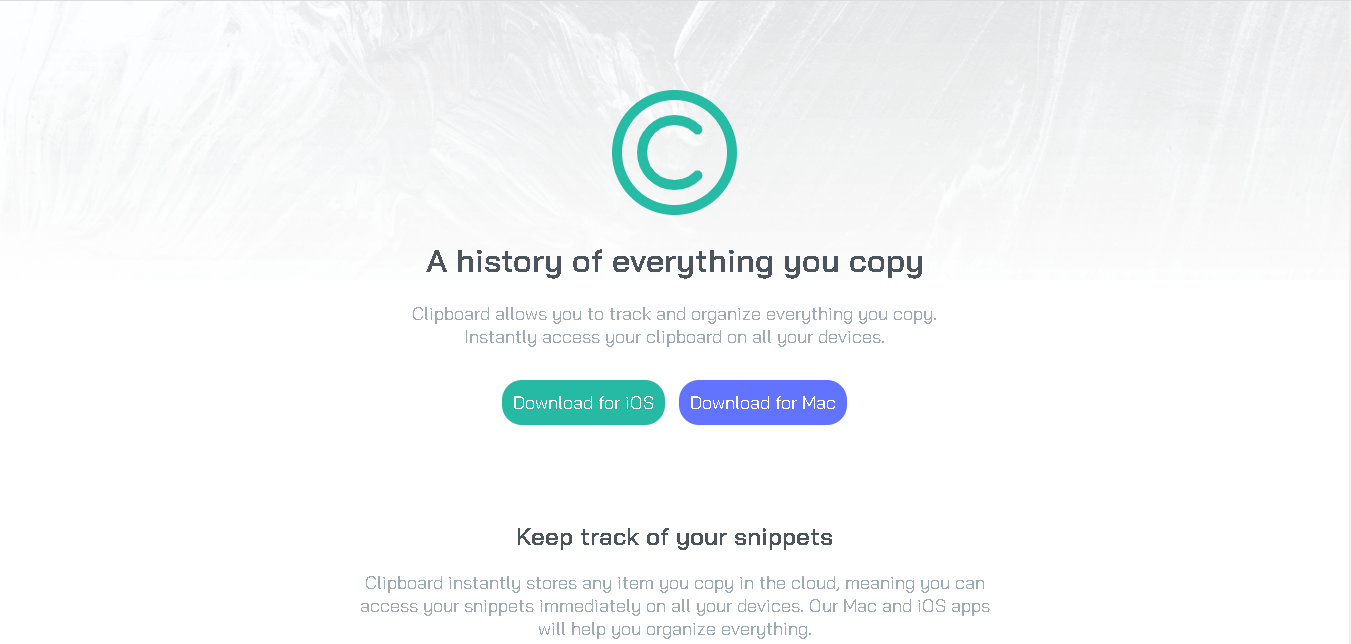 A history of everything you copy
Clipboard allows you to track and organize everything you copy.
Instantly access your clipboard on all your devices.
Download for iOS
Download for Mac
Keep track of your snippets
Clipboard instantly stores any item you copy in the cloud, meaning you can
access your snippets immediately on all your devices. Our Mac and iOS apps
will help you organize everything.